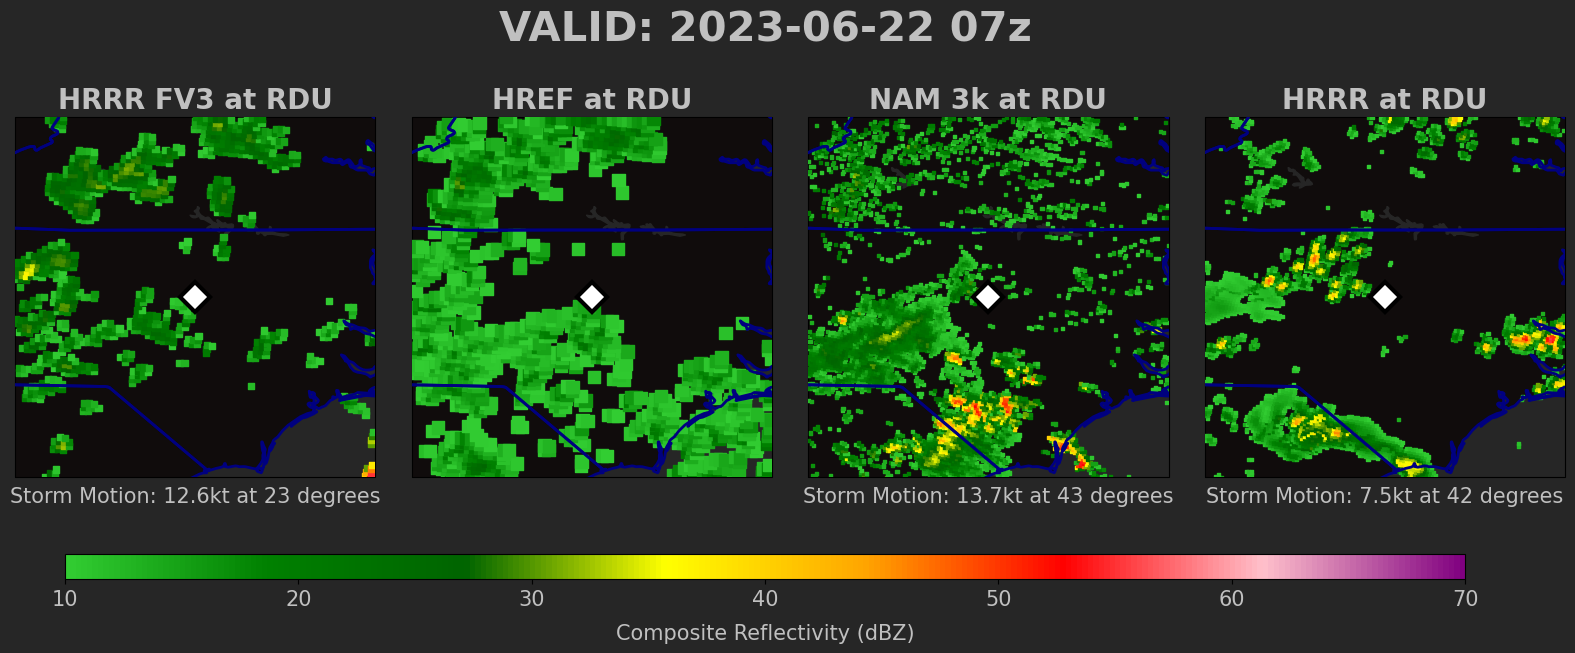 VALID: 2023-06-22 07z
HRRR FV3 at RDU
HREF at RDU
NAM 3k at RDU
HRRR at RDU
Storm Motion: 12.6kt at 23 degrees
Storm Motion: 13.7kt at 43 degrees
Storm Motion: 7.5kt at 42 degrees
10 20 30 40 50 60 70
Composite Reflectivity (dBZ)